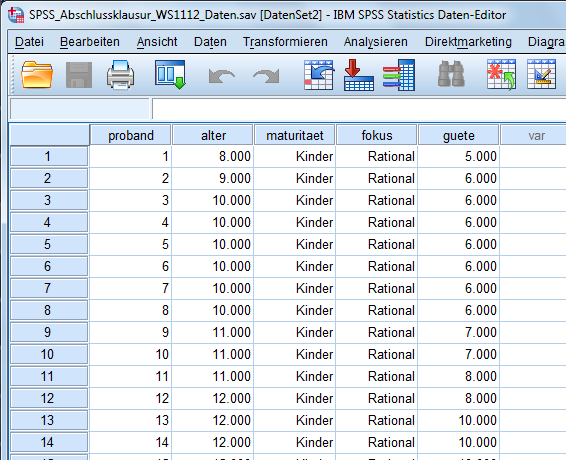 SPSS_Abschlussklausur_WS1112_Daten.sav [DatenSet2] - IBM SPSS Statistics Daten-Editor
Datei Bearbeiten Ansicht Daten Transformieren Analysieren Direktmarketing Diagra
proband alter maturitaet fokus guete var
1 1 8.000 Kinder Rational 5.000
2 2 9.000 Kinder Rational 6.000
3 3 10.000 Kinder Rational 6.000
4 4 10.000 Kinder Rational 6.000
5 5 10.000 Kinder Rational 6.000
6 6 10.000 Kinder Rational 6.000
7 7 10.000 Kinder Rational 6.000
8 8 10.000 Kinder Rational 6.000
9 9 11.000 Kinder Rational 7.000
10 10 11.000 Kinder Rational 7.000
11 11 11.000 Kinder Rational 8.000
12 12 12.000 Kinder Rational 8.000
13 13 12.000 Kinder Rational 10.000
14 14 12.000 Kinder Rational 10.000